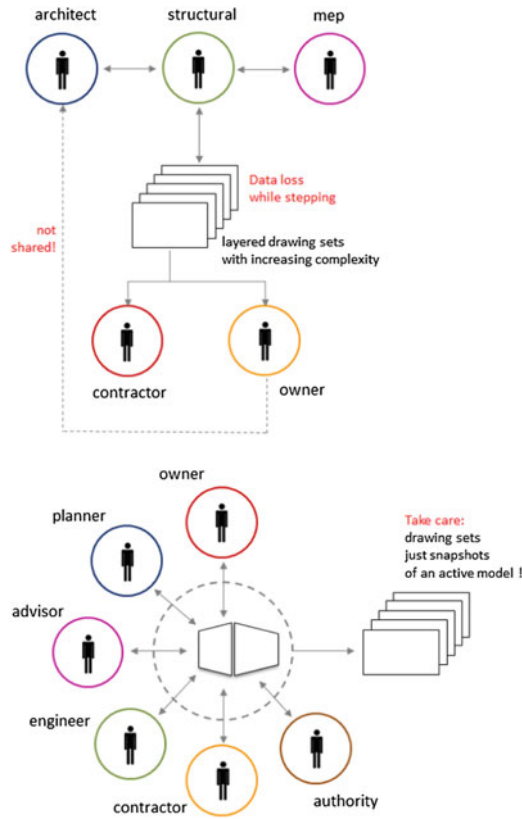 architect
structural
mep
Data loss
while stepping
not
shared!
layered drawing sets
with increasing complexity
contractor
owner
owner
planner
Take care:
drawing sets
just snapshots
of an active model !
advisor
engineer
contractor
authority